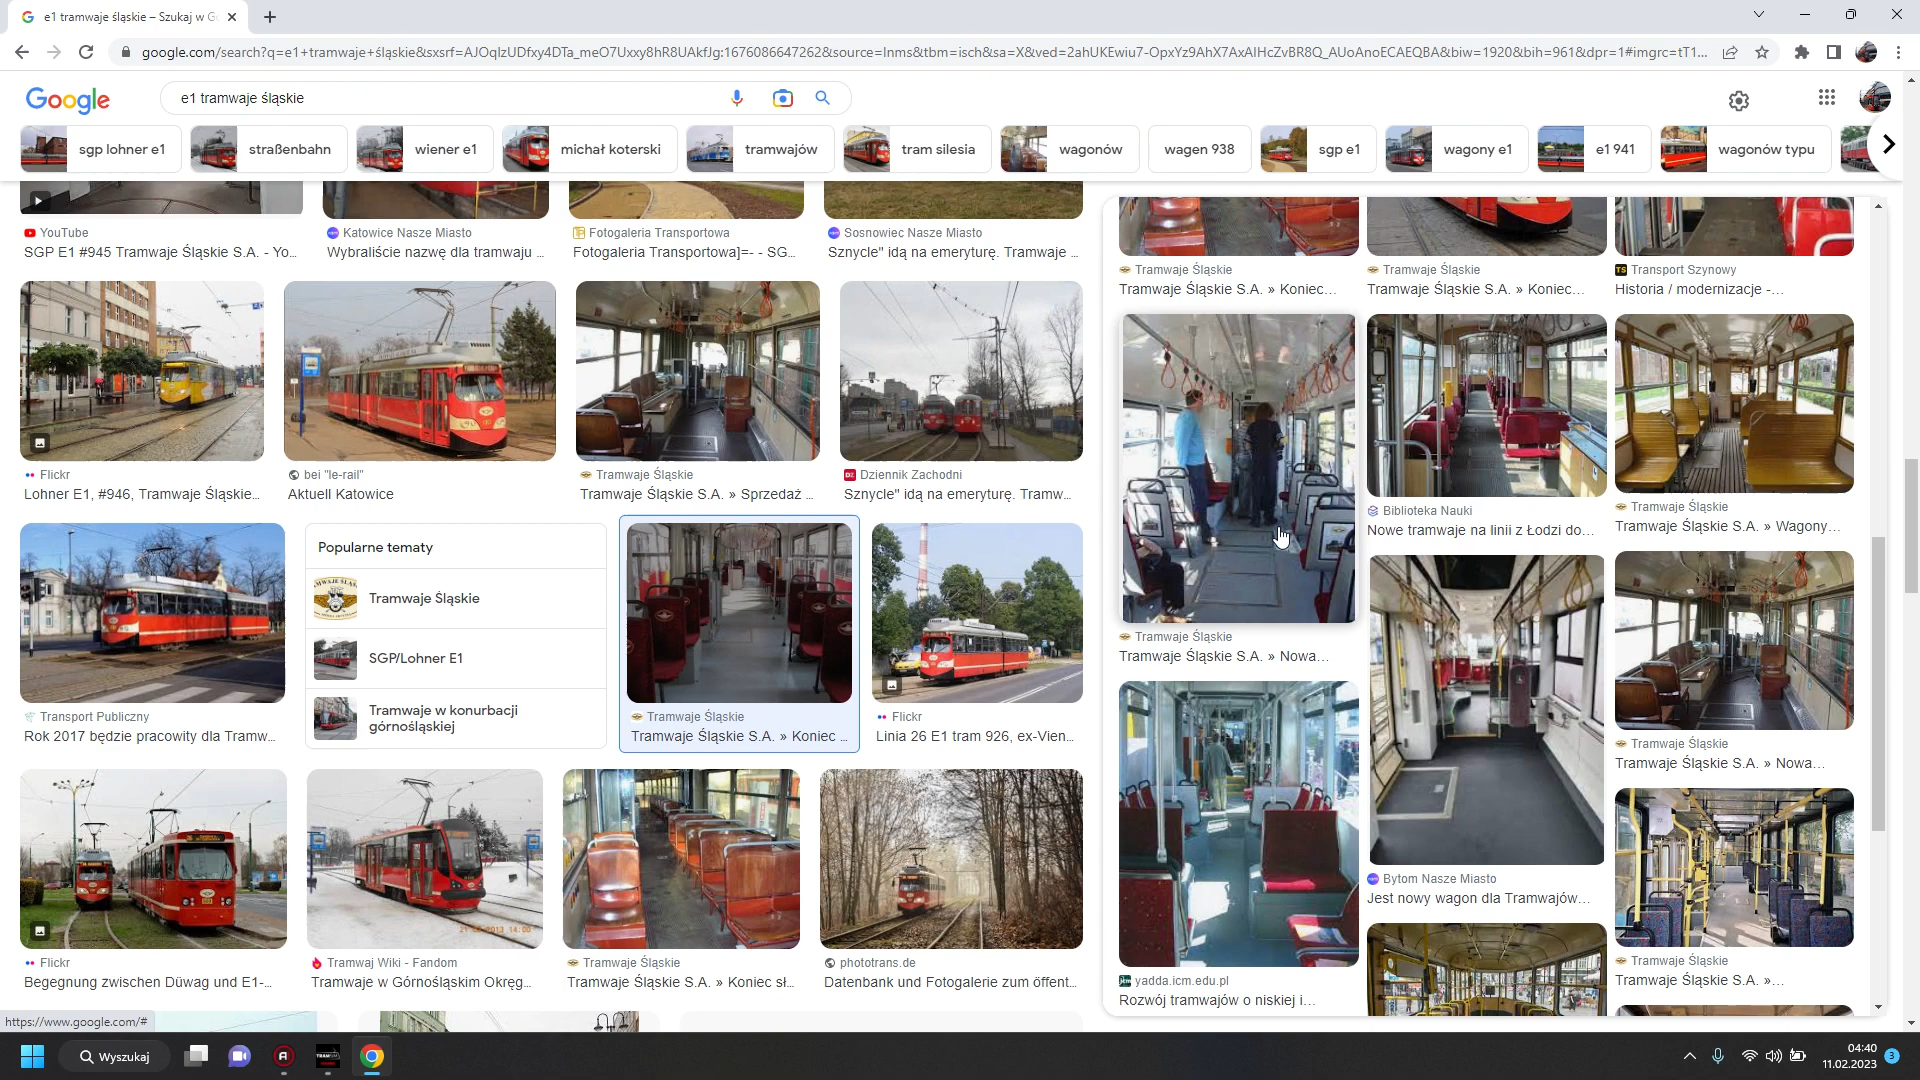 e1 tramwaje śląskie – Szukaj w Go
google.com/search?q=e1+tramwaje+śląskie&sxsrf=AJOqlzUDfxy4DTa_meO7Uxxy8hR8UAkfJg:1676086647262&source=lnms&tbm=isch&sa=X&ved=2ahUKEwiu7-OpxYz9AhX7AxAIHcZvBR8Q_AUoAnoECAEQBA&biw=1920&bih=961&dpr=1#imgrc=tT1...
Google
e1 tramwaje śląskie
sgp lohner e1
straßenbahn
wiener e1
michał koterski
tramwajów
tram silesia
wagonów
wagen 938
sgp e1
wagony e1
e1 941
wagonów typu
YouTube
SGP E1 #945 Tramwaje Śląskie S.A. - Yo...
Katowice Nasze Miasto
Wybraliście nazwę dla tramwaju ...
Fotogaleria Transportowa
Fotogaleria Transportowa]=- - SG...
Sosnowiec Nasze Miasto
Sznycle" idą na emeryturę. Tramwaje ...
Flickr
Lohner E1, #946, Tramwaje Śląskie...
bei "le-rail"
Aktuell Katowice
Tramwaje Śląskie
Tramwaje Śląskie S.A. » Sprzedaż ...
Dziennik Zachodni
Sznycle" idą na emeryturę. Tramw...
Transport Publiczny
Rok 2017 będzie pracowity dla Tramw...
Popularne tematy
Tramwaje Śląskie
SGP/Lohner E1
Tramwaje w konurbacji
górnośląskiej
Tramwaje Śląskie
Tramwaje Śląskie S.A. » Koniec ...
Flickr
Linia 26 E1 tram 926, ex-Vien...
Flickr
Begegnung zwischen Düwag und E1-...
Tramwaj Wiki - Fandom
Tramwaje w Górnośląskim Okręg...
Tramwaje Śląskie
Tramwaje Śląskie S.A. » Koniec sł...
phototrans.de
Datenbank und Fotogalerie zum öffent...
Tramwaje Śląskie
Tramwaje Śląskie S.A. » Koniec...
Tramwaje Śląskie
Tramwaje Śląskie S.A. » Koniec...
TS
Transport Szynowy
Historia / modernizacje -...
Tramwaje Śląskie
Tramwaje Śląskie S.A. » Nowa...
Biblioteka Nauki
Nowe tramwaje na linii z Łodzi do...
Tramwaje Śląskie
Tramwaje Śląskie S.A. » Wagony...
Tramwaje Śląskie
Tramwaje Śląskie S.A. » Nowa...
yadda.icm.edu.pl
Rozwój tramwajów o niskiej i...
Bytom Nasze Miasto
Jest nowy wagon dla Tramwajów...
Tramwaje Śląskie
Tramwaje Śląskie S.A. »...
https://www.google.com/#
Wyszukaj
04:40
11.02.2023
3